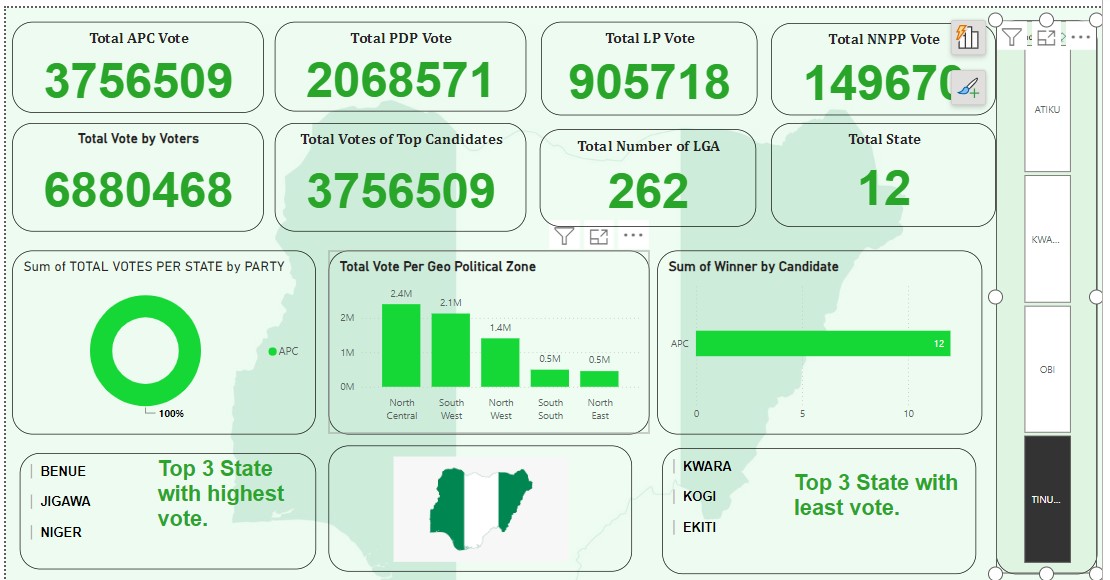 Total APC Vote
3756509
Total PDP Vote
2068571
Total LP Vote
905718
Total NNPP Vote
149670
Total Vote by Voters
6880468
Total Votes of Top Candidates
3756509
Total Number of LGA
262
Total State
12
ATIKU
KWA...
OBI
TINU...
Sum of TOTAL VOTES PER STATE by PARTY
APC
100%
Total Vote Per Geo Political Zone
2M
1M
0M
2.4M
2.1M
1.4M
0.5M
0.5M
North
Central
South
West
North
West
South
South
North
East
Sum of Winner by Candidate
APC
12
0
5
10
BENUE
JIGAWA
NIGER
Top 3 State
with highest
vote.
KWARA
KOGI
EKITI
Top 3 State with
least vote.